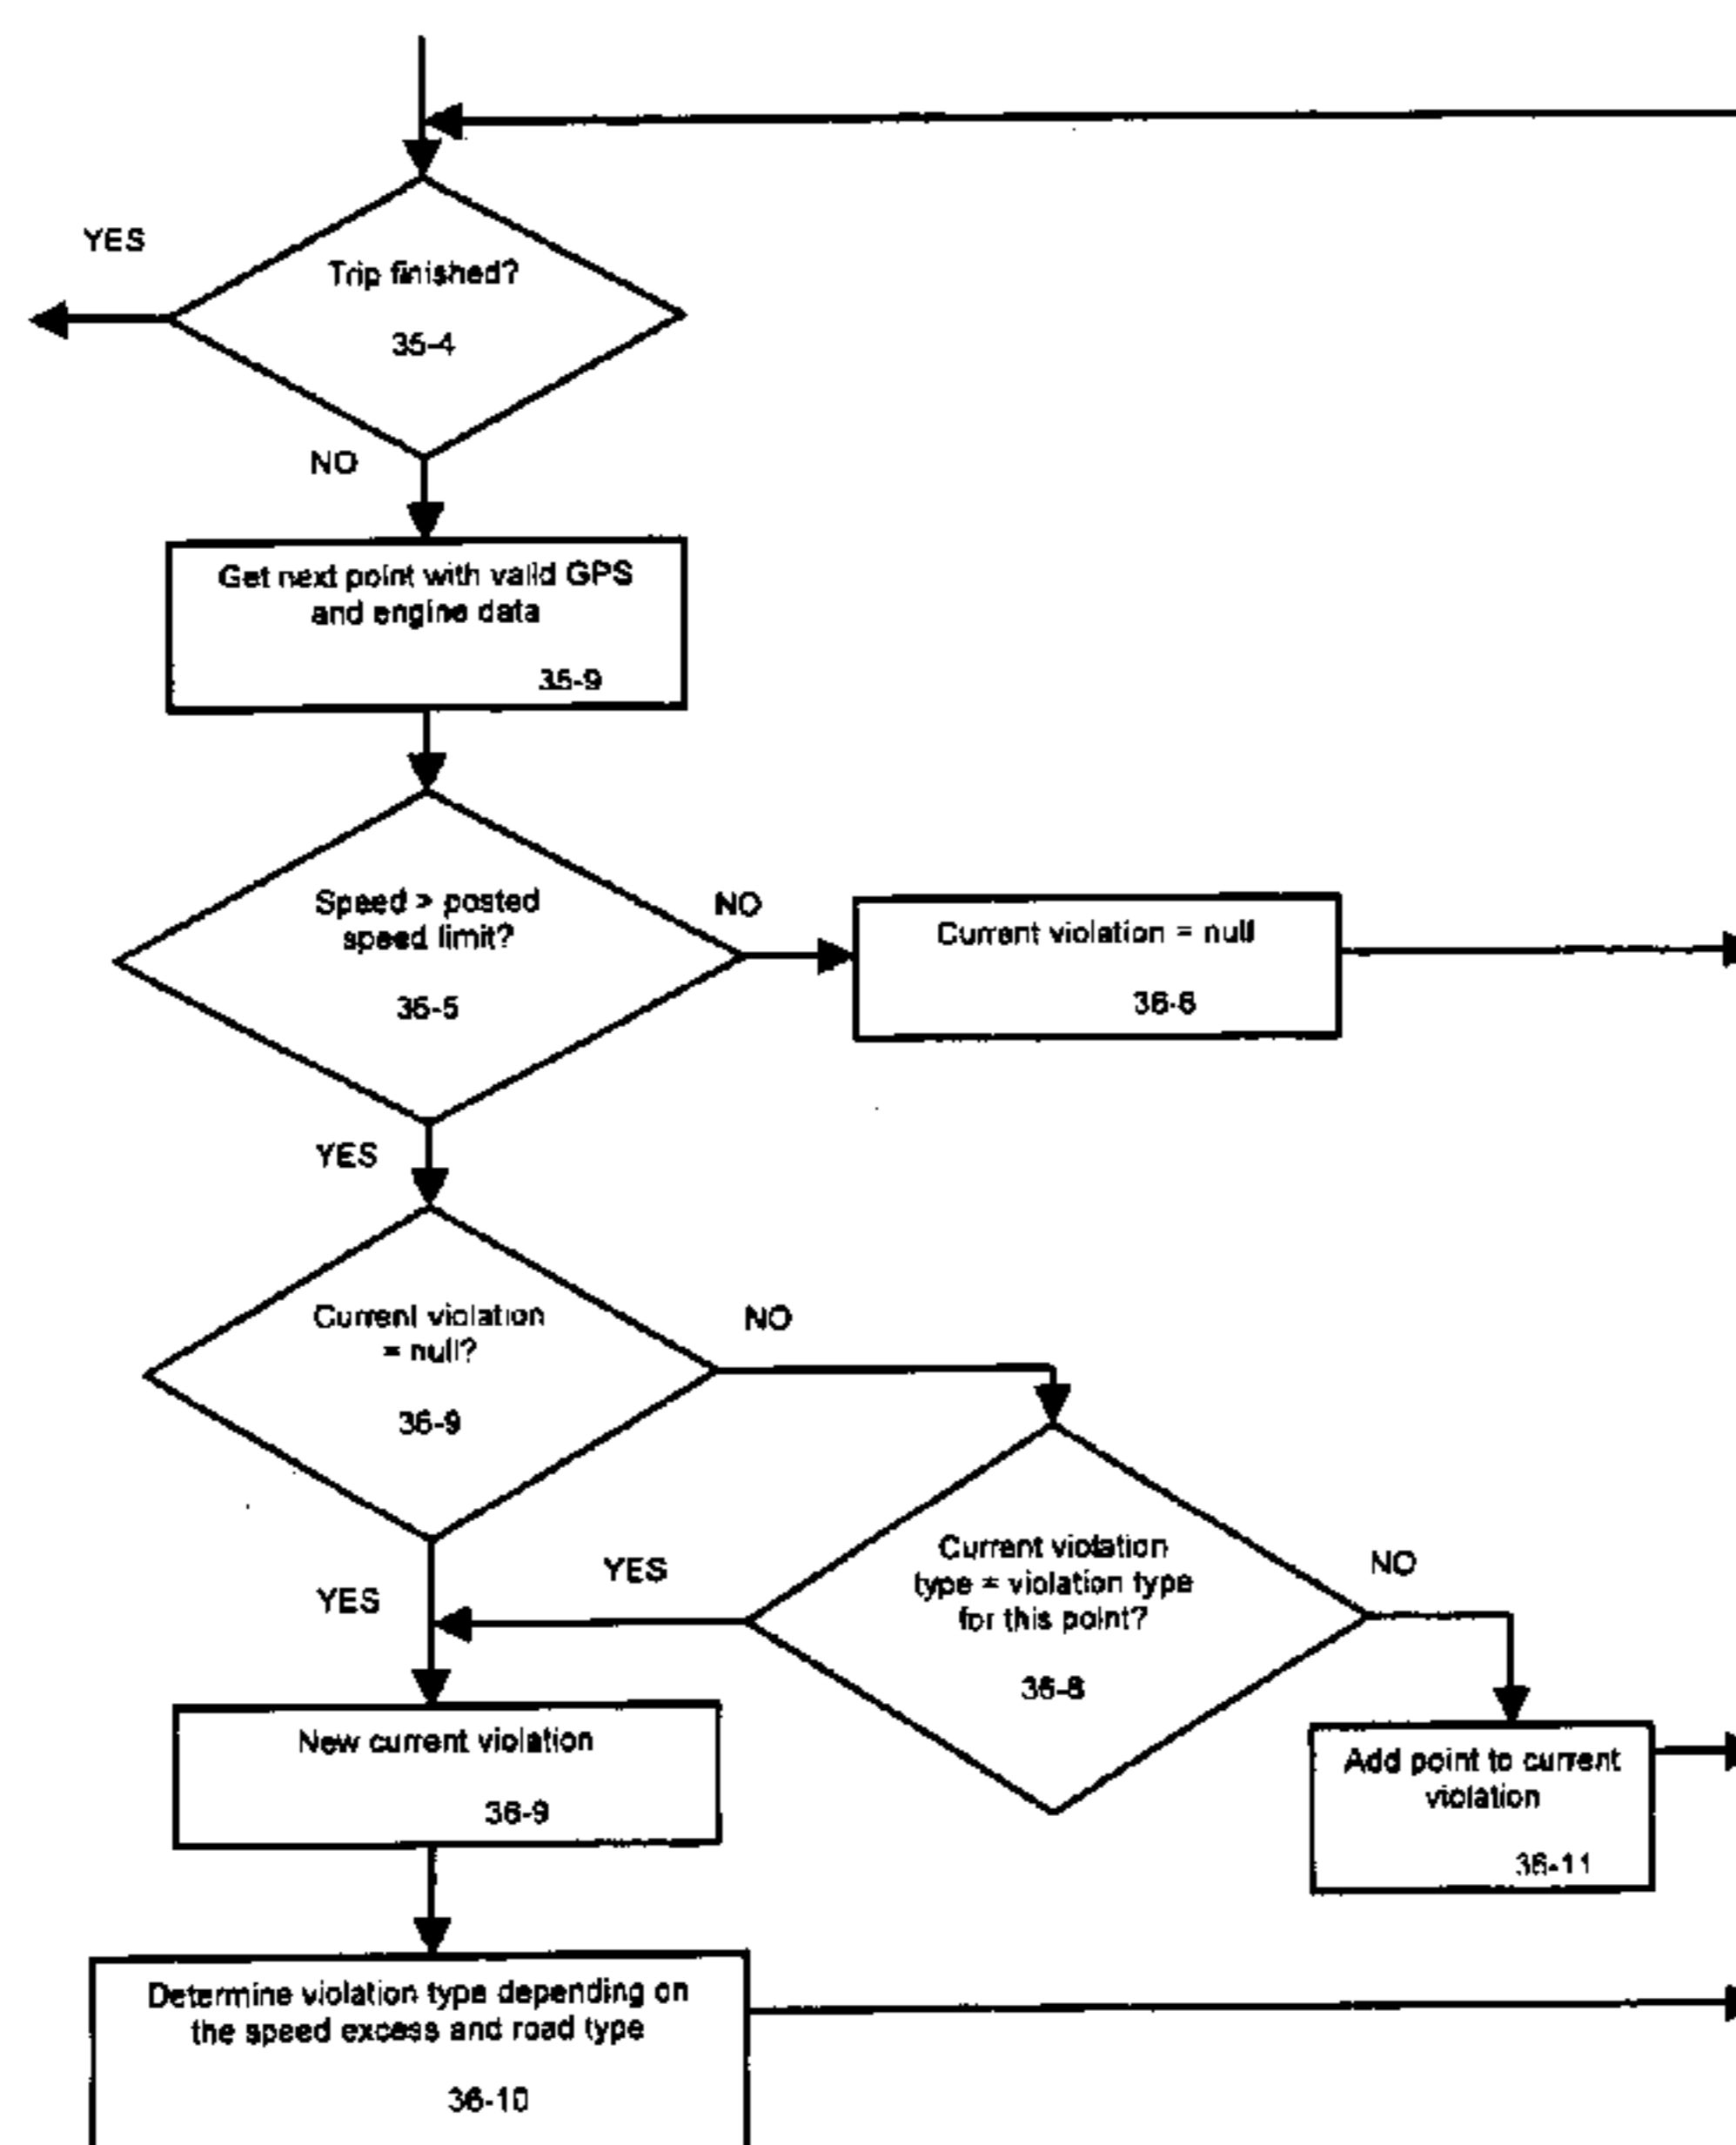 YES
Trip finished?
35-4
NO
Get next point with valid GPS
and engine data
35-9
Speed > posted
speed limit?
35-5
NO
Current violation = null
36-6
YES
Current violation
= null?
36-9
NO
Current violation
type = violation type
for this point?
36-8
YES
YES
NO
New current violation
36-9
Add point to current
violation
36-11
Determine violation type depending on
the speed excess and road type
36-10